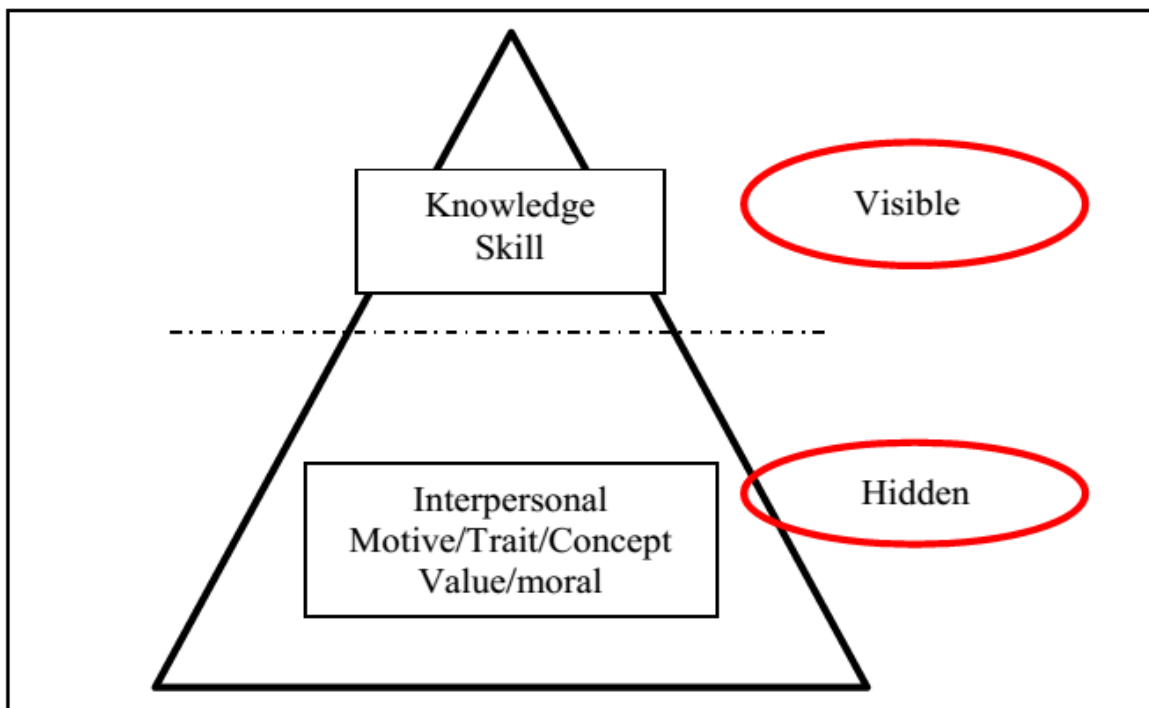 Knowledge
Skill
Visible
Interpersonal
Motive/Trait/Concept
Value/moral
Hidden